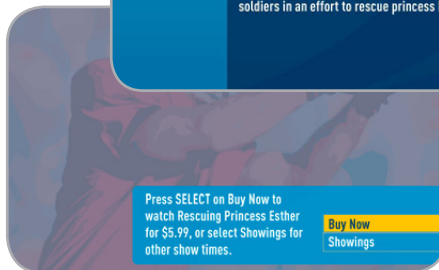 soldiers in an effort to rescue princess
Press SELECT on Buy Now to
watch Rescuing Princess Esther
for $5.99, or select Showings for
other show times.
Buy Now
Showings